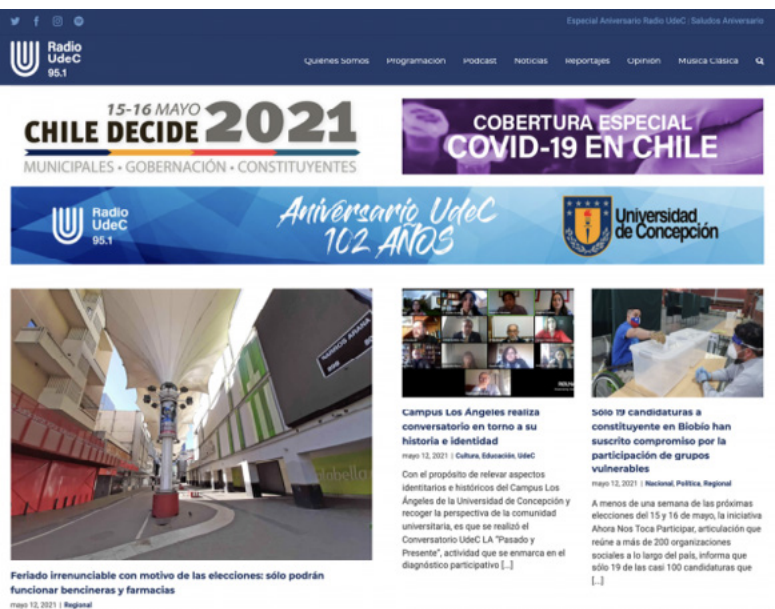 Especial Aniversario Radio UdeC | Saludos Aniversario
Radio
UdeC
95.1
Quienes Somos Programación Podcast Noticias Reportajes Opinión Música Clásica
15-16 MAYO
CHILE DECIDE 2021
MUNICIPALES • GOBERNACIÓN • CONSTITUYENTES
COBERTURA ESPECIAL
COVID-19 EN CHILE
Radio
UdeC
95.1
Aniversario UdeC
102 AÑOS
Universidad
de Concepción
BARROS ARANA
Feriado irrenunciable con motivo de las elecciones: sólo podrán
funcionar bencineras y farmacias
mayo 12, 2021 | Regional
Campus Los Ángeles realiza
conversatorio en torno a su
historia e identidad
mayo 12, 2021 | Cultura, Educación, UdeC
Con el propósito de relevar aspectos
identitarios e históricos del Campus Los
Ángeles de la Universidad de Concepción y
recoger la perspectiva de la comunidad
universitaria, es que se realizó el
Conversatorio UdeC LA "Pasado y
Presente", actividad que se enmarca en el
diagnóstico participativo [...]
Sólo 19 candidaturas a
constituyente en Biobío han
suscrito compromiso por la
participación de grupos
vulnerables
mayo 12, 2021 | Nacional, Política, Regional
A menos de una semana de las próximas
elecciones del 15 y 16 de mayo, la iniciativa
Ahora Nos Toca Participar, articulación que
reúne a más de 200 organizaciones
sociales a lo largo del país, informa que
sólo 19 de las casi 100 candidaturas que
[...]